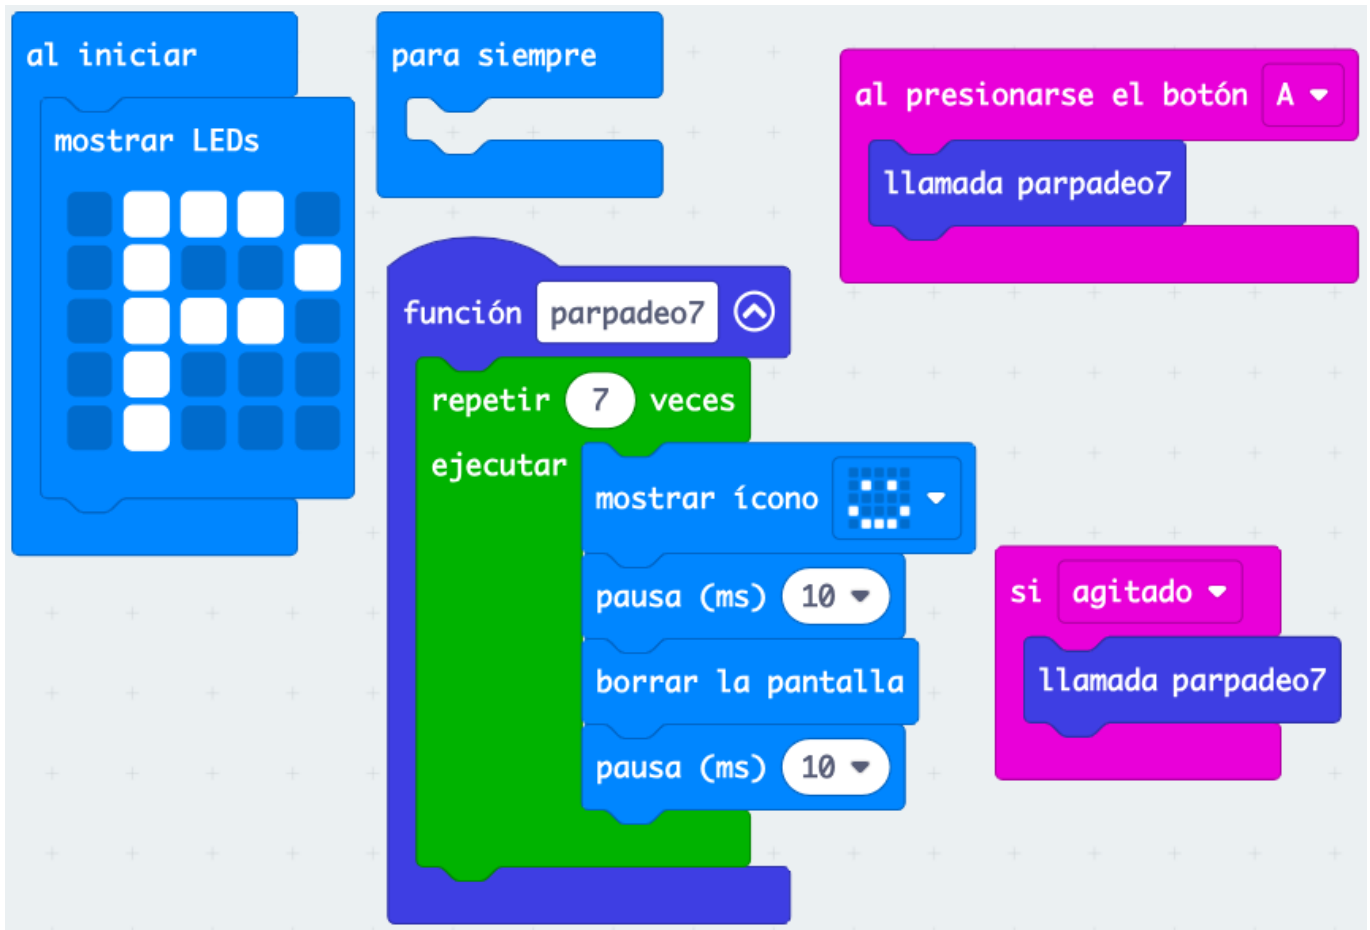 al iniciar
mostrar LEDs
para siempre
al presionarse el botón A
llamada parpadeo7
función parpadeo7
repetir 7 veces
ejecutar
mostrar ícono
pausa (ms) 10
borrar la pantalla
pausa (ms) 10
si agitado
llamada parpadeo7